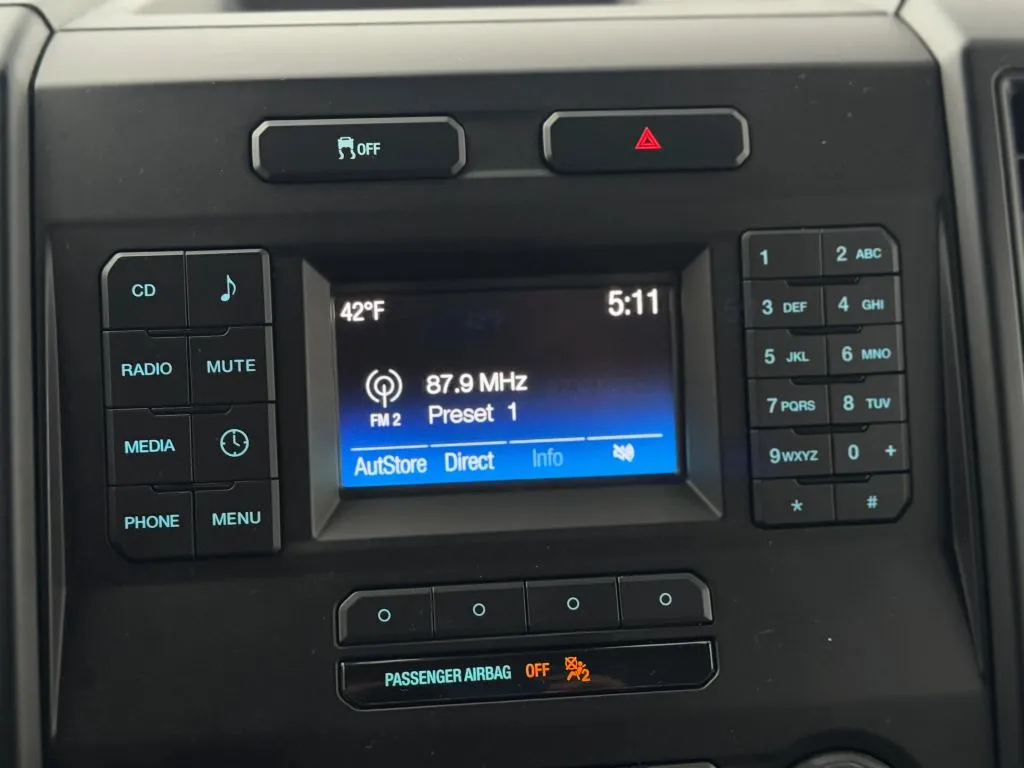 OFF
CD
RADIO MUTE
MEDIA
PHONE MENU
42°F 5:11
87.9 MHz
FM 2 Preset 1
AutStore Direct Info
1 2 ABC
3 DEF 4 GHI
5 JKL 6 MNO
7 PQRS 8 TUV
9 WXYZ 0 +
* #
PASSENGER AIRBAG OFF 2